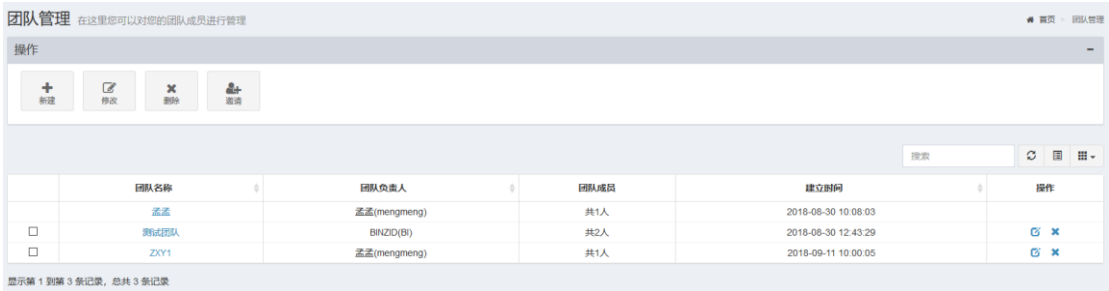 团队管理 在这里您可以对您的团队成员进行管理 首页 > 团队管理
操作
新建 修改 删除 邀请
搜索
团队名称 团队负责人 团队成员 建立时间 操作
孟孟 孟孟(mengmeng) 共1人 2018-08-30 10:08:03
测试团队 BINZID(BI) 共2人 2018-08-30 12:43:29
ZXY1 孟孟(mengmeng) 共1人 2018-09-11 10:00:05
显示第 1 到第 3 条记录，总共 3 条记录